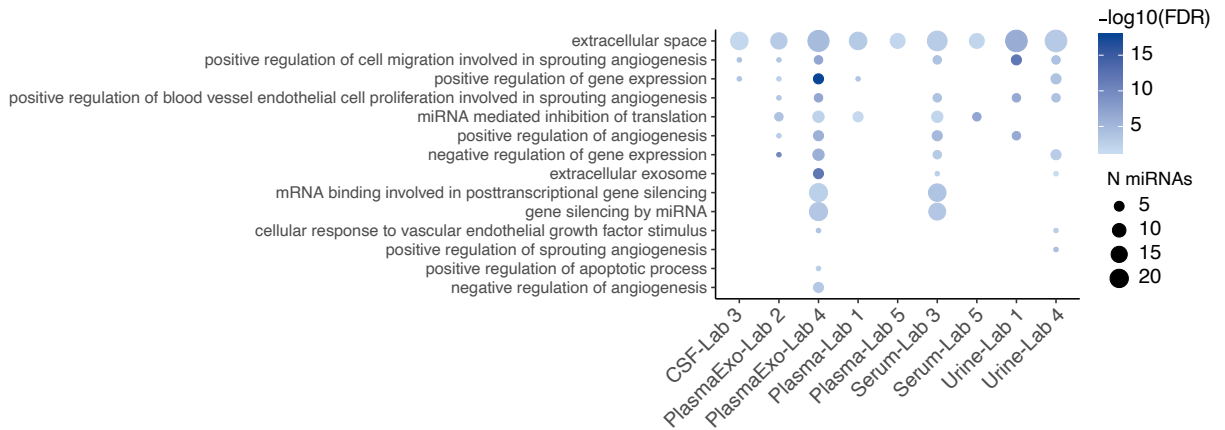 extracellular space
positive regulation of cell migration involved in sprouting angiogenesis
positive regulation of gene expression
positive regulation of blood vessel endothelial cell proliferation involved in sprouting angiogenesis
miRNA mediated inhibition of translation
positive regulation of angiogenesis
negative regulation of gene expression
extracellular exosome
mRNA binding involved in posttranscriptional gene silencing
gene silencing by miRNA
cellular response to vascular endothelial growth factor stimulus
positive regulation of sprouting angiogenesis
positive regulation of apoptotic process
negative regulation of angiogenesis
CSF-Lab 3
PlasmaExo-Lab 2
PlasmaExo-Lab 4
Plasma-Lab 1
Plasma-Lab 5
Serum-Lab 3
Serum-Lab 5
Urine-Lab 1
Urine-Lab 4
−log10(FDR)
15
10
5
N miRNAs
5
10
15
20